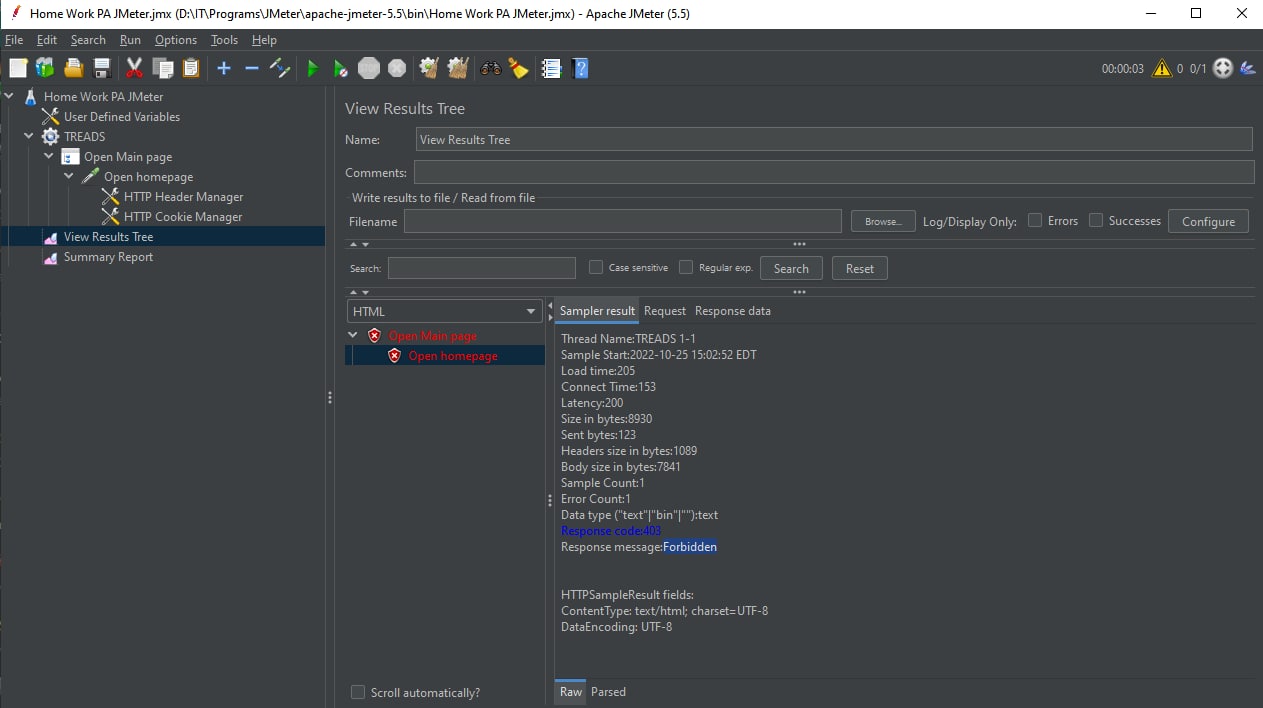 Home Work PA JMeter.jmx (D:\IT\Programs\JMeter\apache-jmeter-5.5\bin\Home Work PA JMeter.jmx) - Apache JMeter (5.5)
File Edit Search Run Options Tools Help
STOP 00:00:03 0 0/1
Home Work PA JMeter
User Defined Variables
TREADS
Open Main page
Open homepage
HTTP Header Manager
HTTP Cookie Manager
View Results Tree
Summary Report
View Results Tree
Name: View Results Tree
Comments:
Write results to file / Read from file
Filename Browse... Log/Display Only: Errors Successes Configure
Search: Case sensitive Regular exp. Search Reset
HTML
Open Main page
Open homepage
Scroll automatically?
Sampler result Request Response data
Thread Name:TREADS 1-1
Sample Start:2022-10-25 15:02:52 EDT
Load time:205
Connect Time:153
Latency:200
Size in bytes:8930
Sent bytes:123
Headers size in bytes:1089
Body size in bytes:7841
Sample Count:1
Error Count:1
Data type ("text"|"bin"|""):text
Response code:403
Response message:Forbidden
HTTPSampleResult fields:
ContentType: text/html; charset=UTF-8
DataEncoding: UTF-8
Raw Parsed